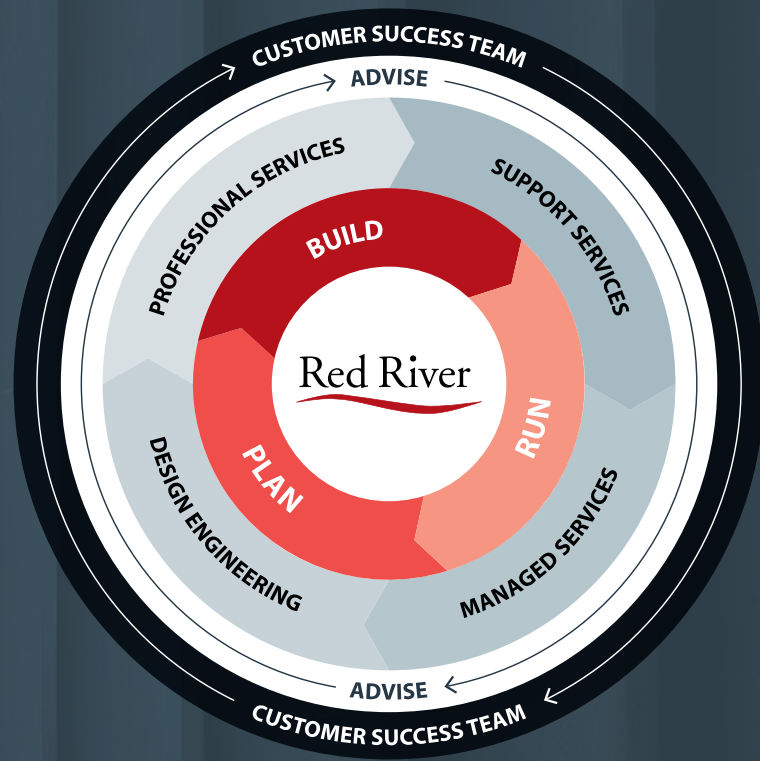 CUSTOMER SUCCESS TEAM
ADVISE
PROFESSIONAL SERVICES
SUPPORT SERVICES
BUILD
Red River
RUN
PLAN
DESIGN ENGINEERING
MANAGED SERVICES
ADVISE
CUSTOMER SUCCESS TEAM